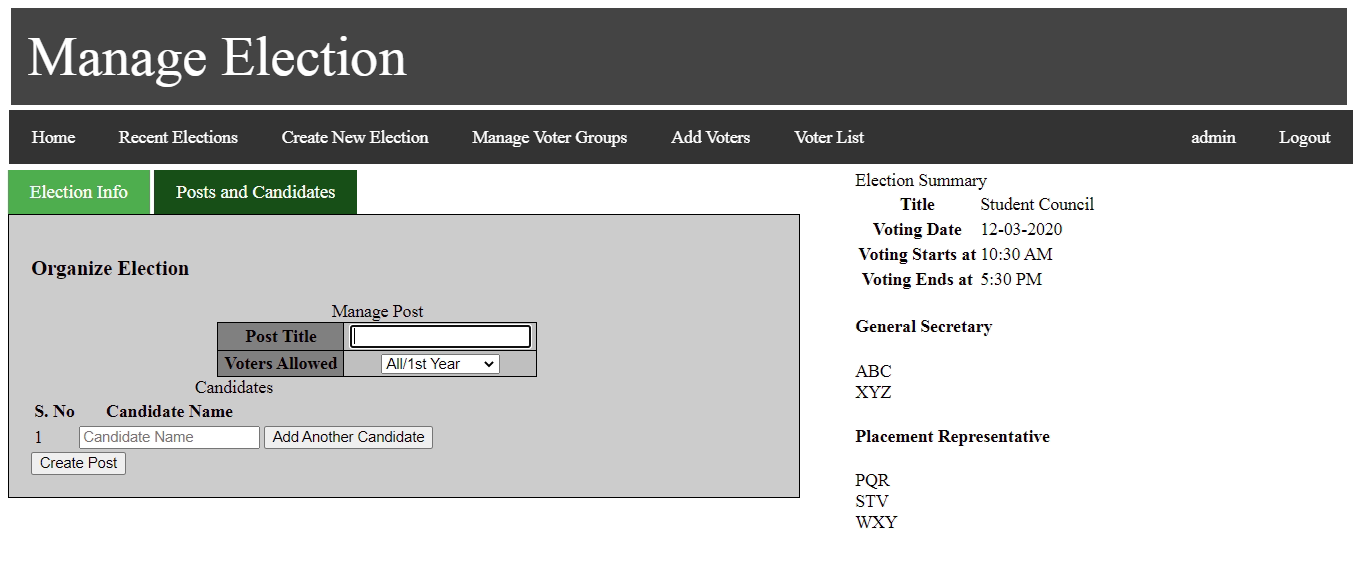 Manage Election
Home Recent Elections Create New Election Manage Voter Groups Add Voters Voter List admin Logout
Election Info Posts and Candidates
Organize Election
Manage Post
Post Title
Voters Allowed All/1st Year
Candidates
S. No Candidate Name
1 Candidate Name Add Another Candidate
Create Post
Election Summary
Title Student Council
Voting Date 12-03-2020
Voting Starts at 10:30 AM
Voting Ends at 5:30 PM
General Secretary
ABC
XYZ
Placement Representative
PQR
STV
WXY